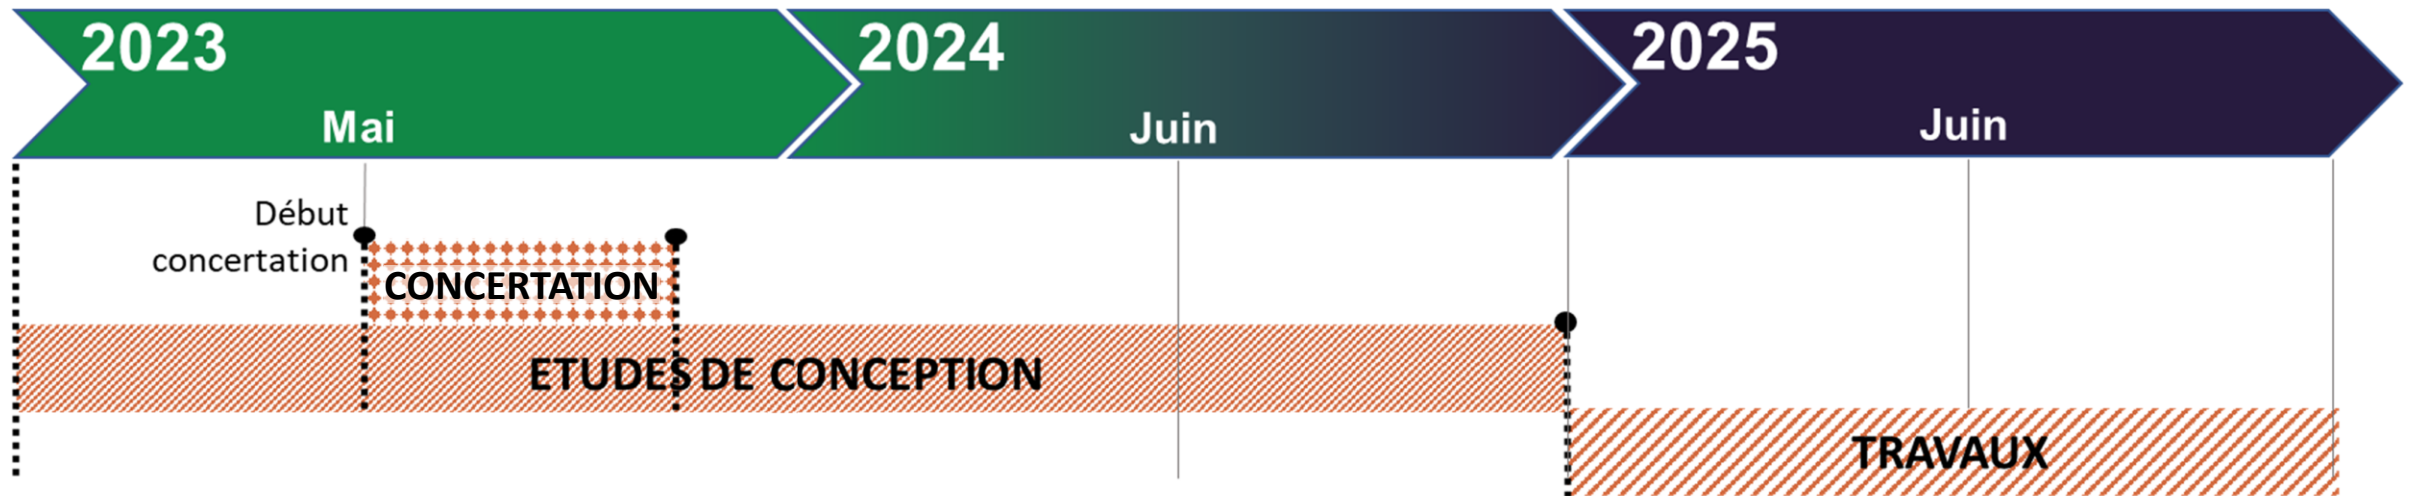 2023
2024
2025
Mai
Juin
Juin
Début
concertation
CONCERTATION
ETUDES DE CONCEPTION
TRAVAUX